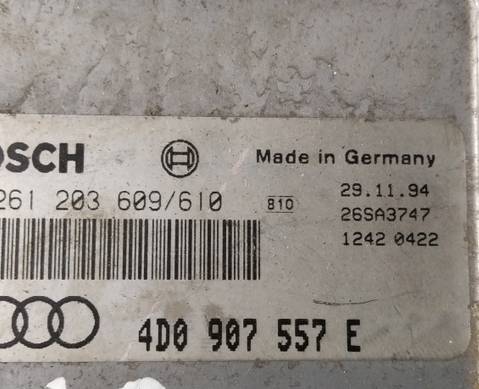 OSCH Made in Germany
261 203 609/610 810 29.11.94
26SA3747
1242 0422
4D0 907 557 E